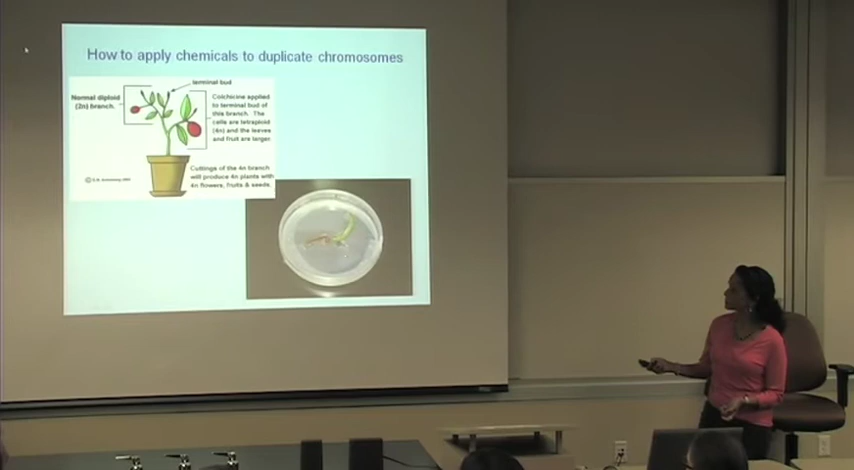 How to apply chemicals to duplicate chromosomes
terminal bud
Normal diploid
(2n) branch.
Colchicine applied
to terminal bud of
this branch. The
cells are tetraploid
(4n) and the leaves
and fruit are larger.
Cuttings of the 4n branch
will produce 4n plants with
4n flowers, fruits & seeds.